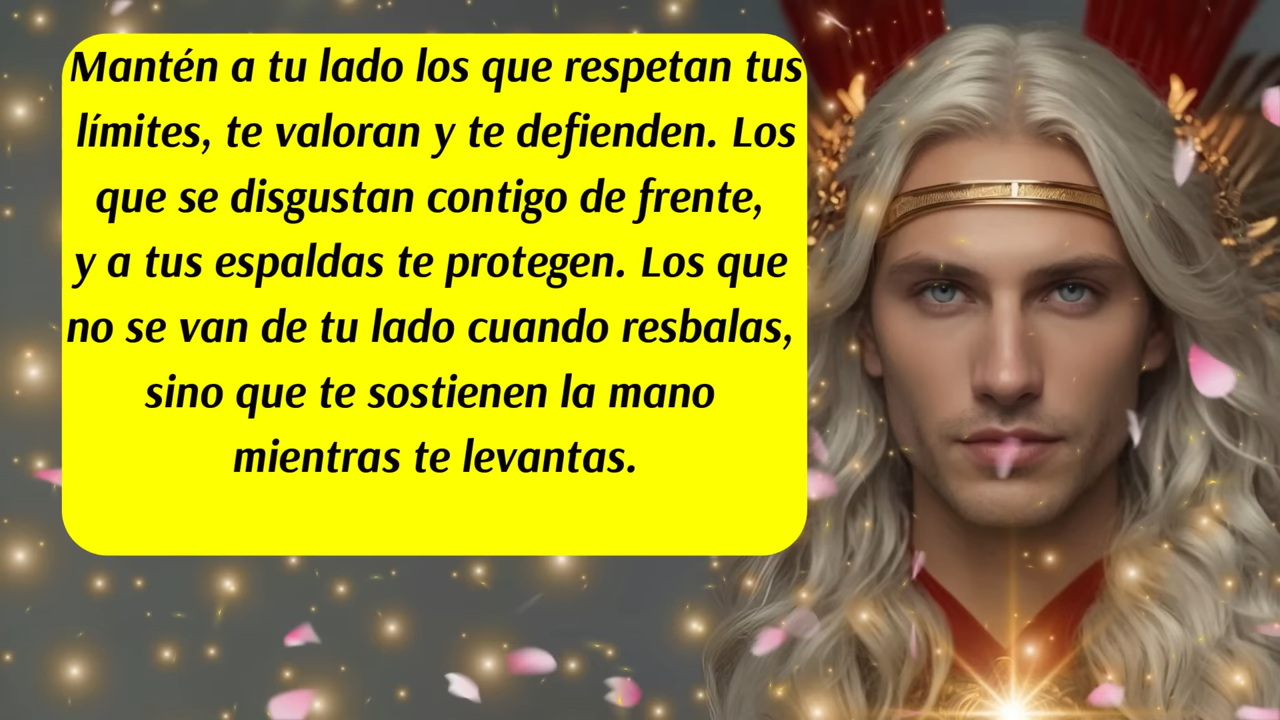 Mantén a tu lado los que respetan tus
límites, te valoran y te defienden. Los
que se disgustan contigo de frente,
y a tus espaldas te protegen. Los que
no se van de tu lado cuando resbalas,
sino que te sostienen la mano
mientras te levantas.